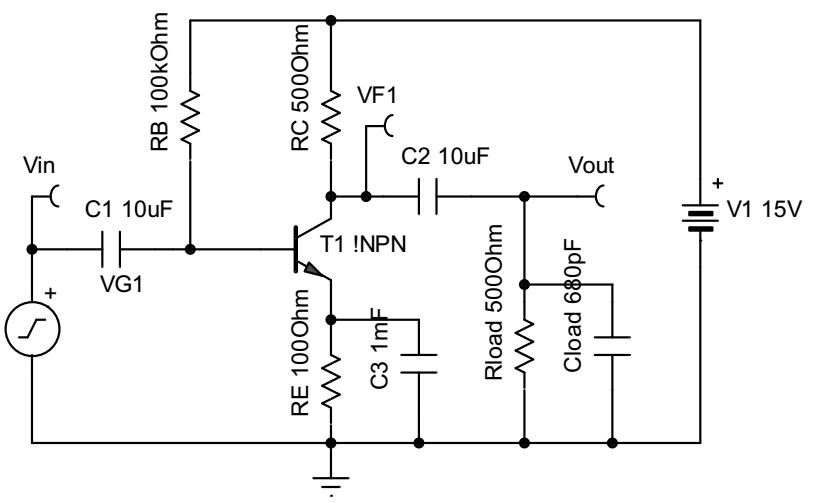 RB 100kOhm
RC 500Ohm
VF1
Vin
C2 10uF
Vout
C1 10uF
+
V1 15V
T1 !NPN
VG1
+
RE 100Ohm
C3 1mF
Rload 500Ohm
Cload 680pF